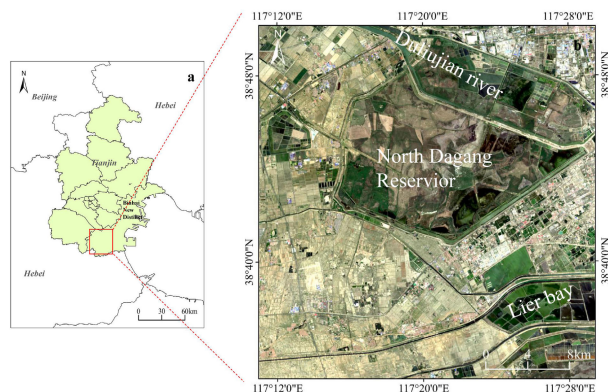 a
N
Beijing
Hebei
Tianjin
Binhai
New
District
Hebei
0 30 60km
117°12′0″E 117°20′0″E 117°28′0″E
b
N
Duliujian river
38°48′0″N
38°48′0″N
North Dagang
Reservior
38°40′0″N
38°40′0″N
Lier bay
0 4 8km
117°12′0″E 117°20′0″E 117°28′0″E